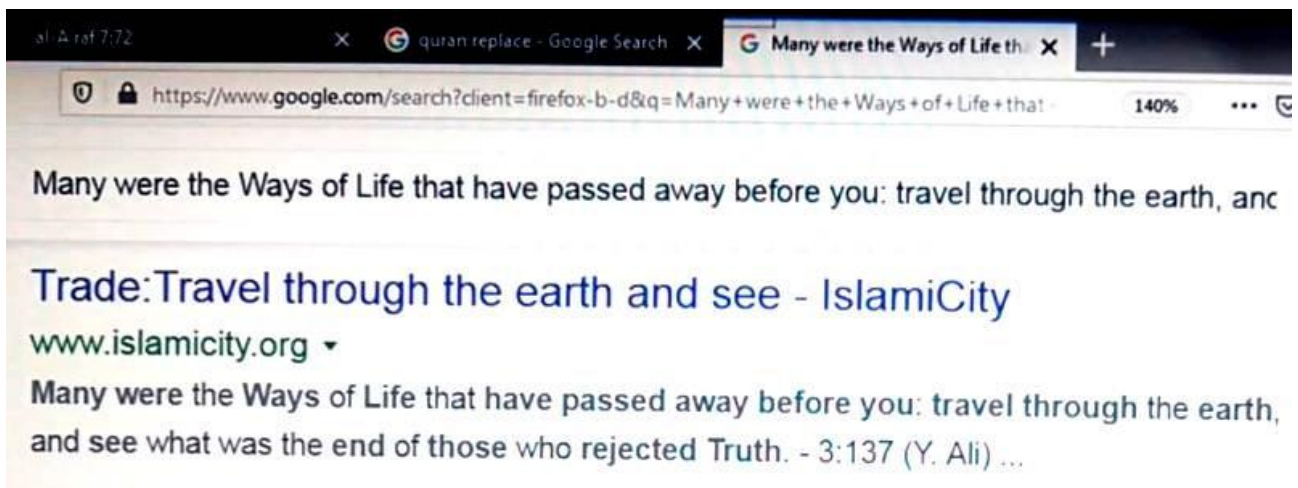 al-A'raf 7:72
quran replace - Google Search
Many were the Ways of Life th
https://www.google.com/search?client=firefox-b-d&q=Many+were+the+Ways+of+Life+that
140%
Many were the Ways of Life that have passed away before you: travel through the earth, anc
Trade:Travel through the earth and see - IslamiCity
www.islamicity.org
Many were the Ways of Life that have passed away before you: travel through the earth,
and see what was the end of those who rejected Truth. - 3:137 (Y. Ali) ...